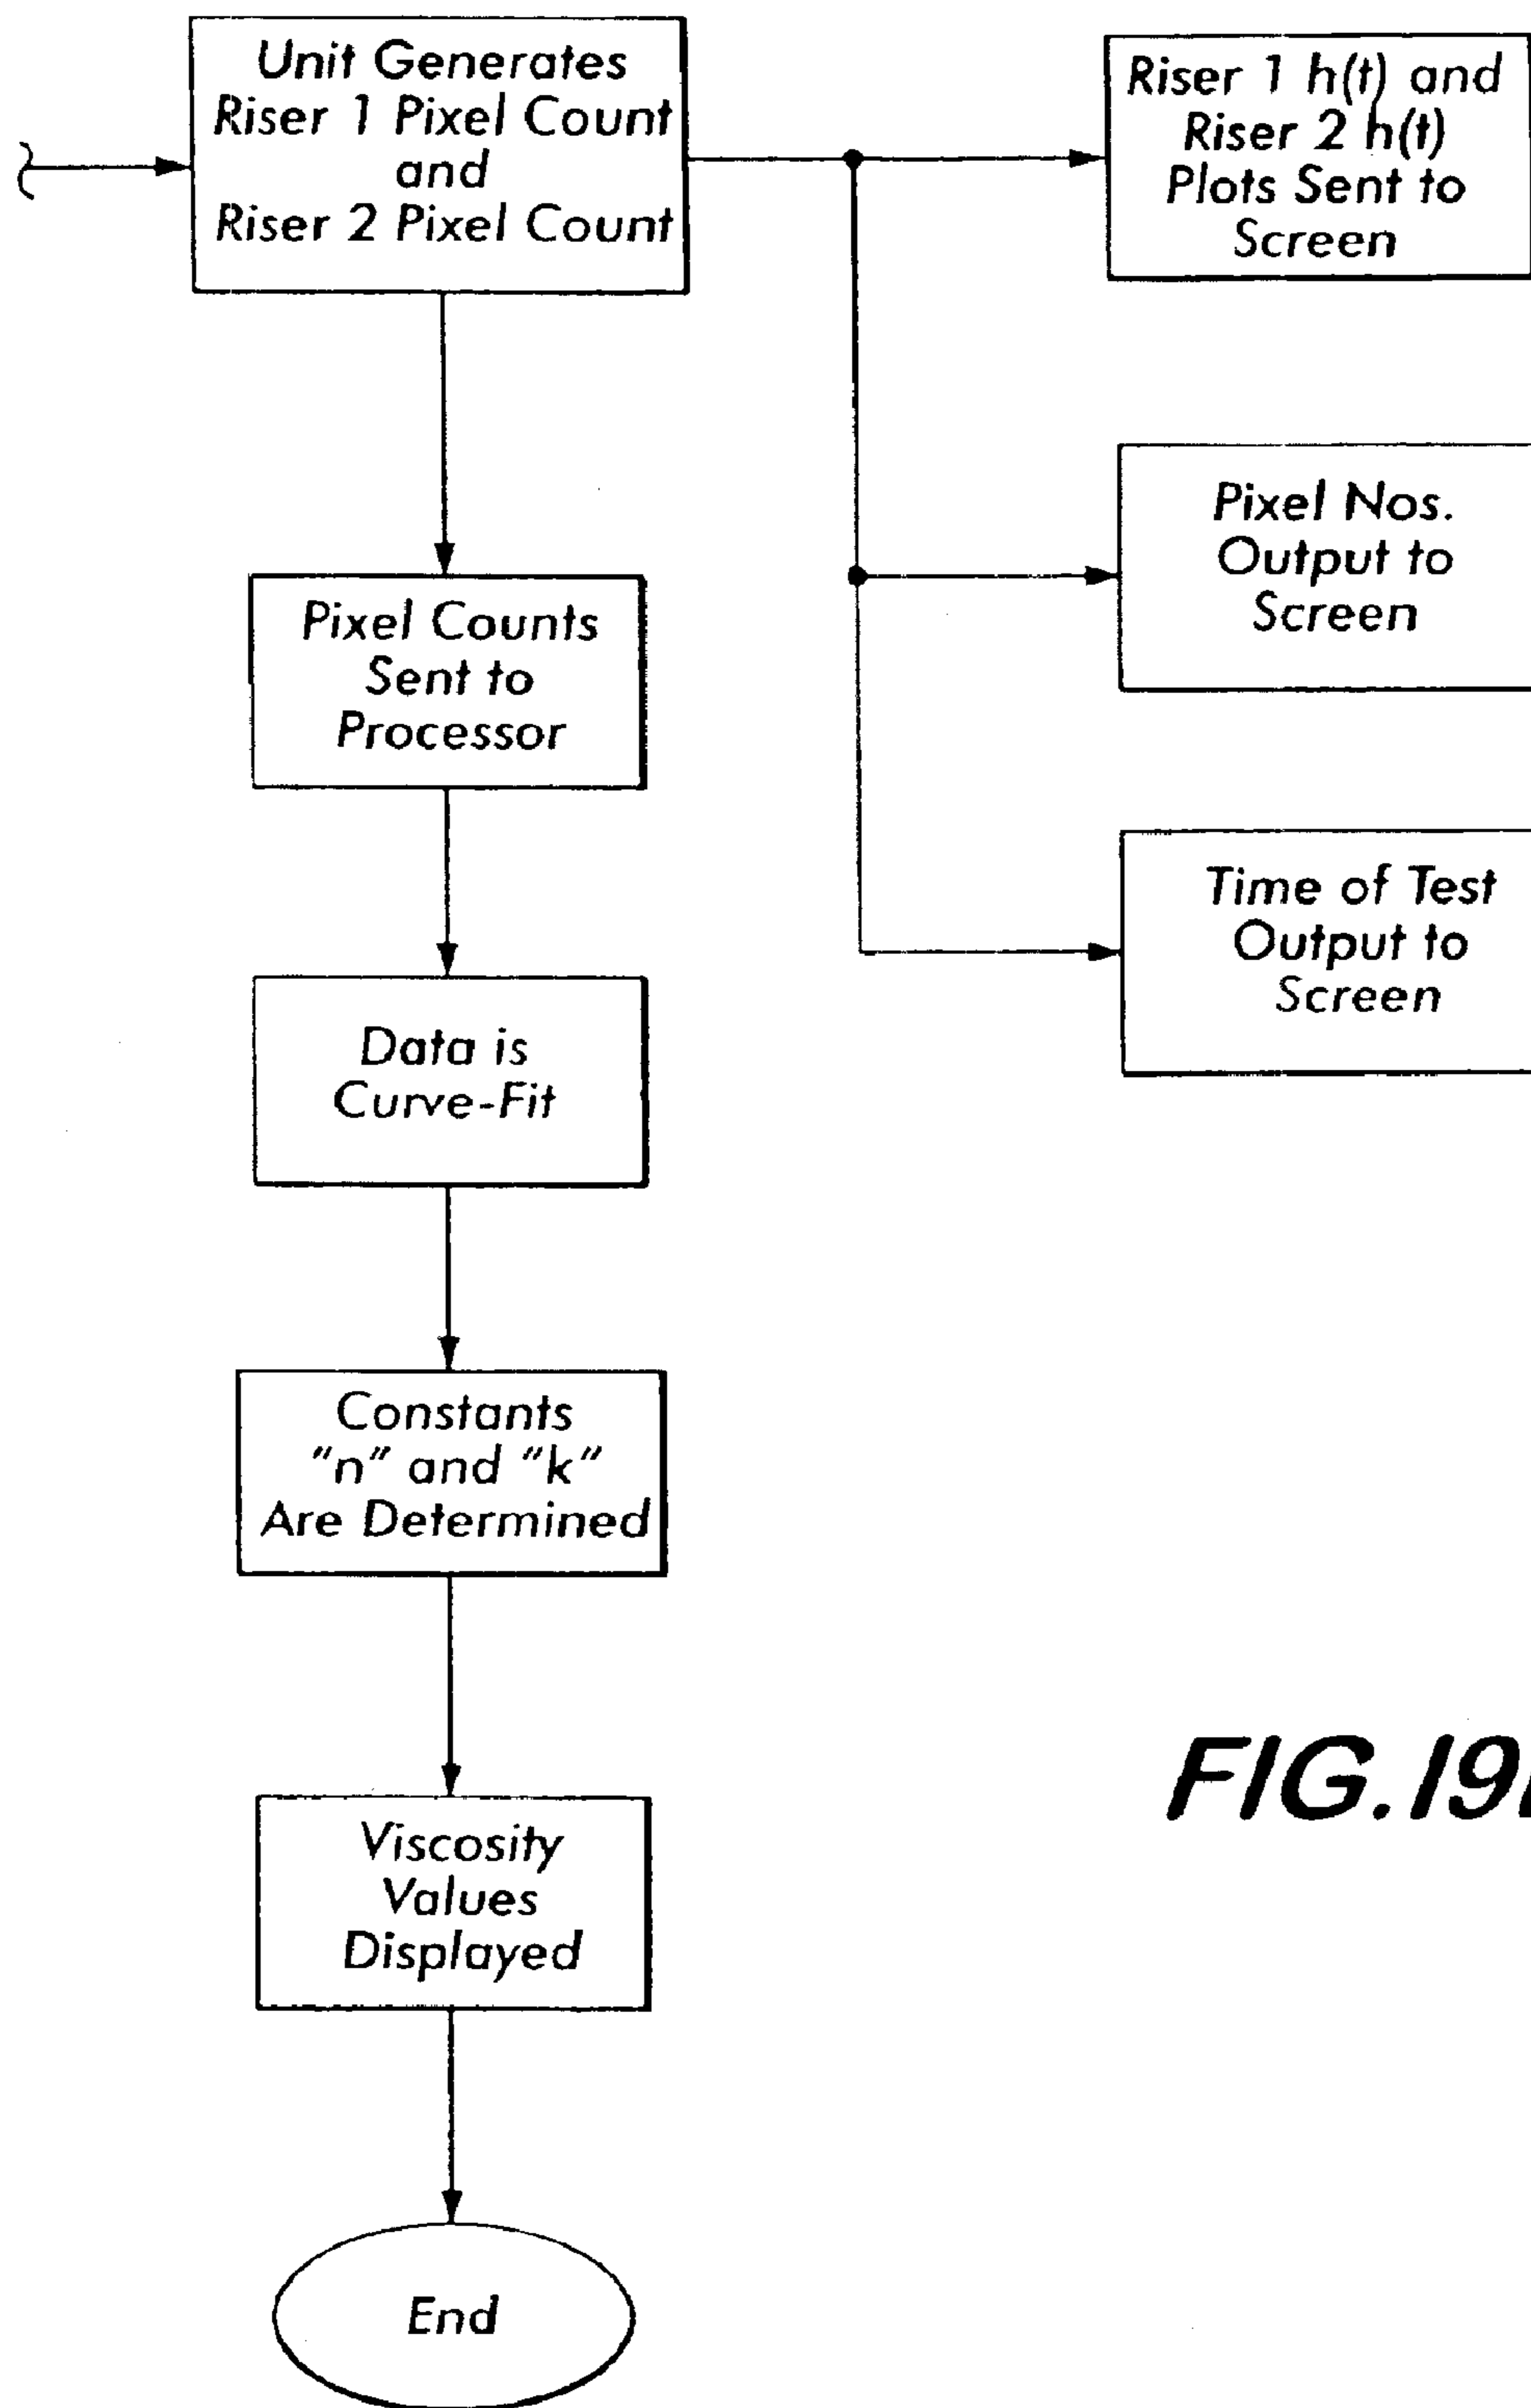 Unit Generates
Riser 1 Pixel Count
and
Riser 2 Pixel Count
Riser 1 h(t) and
Riser 2 h(t)
Plots Sent to
Screen
Pixel Nos.
Output to
Screen
Pixel Counts
Sent to
Processor
Time of Test
Output to
Screen
Data is
Curve-Fit
Constants
"n" and "k"
Are Determined
Viscosity
Values
Displayed
End
FIG. 19